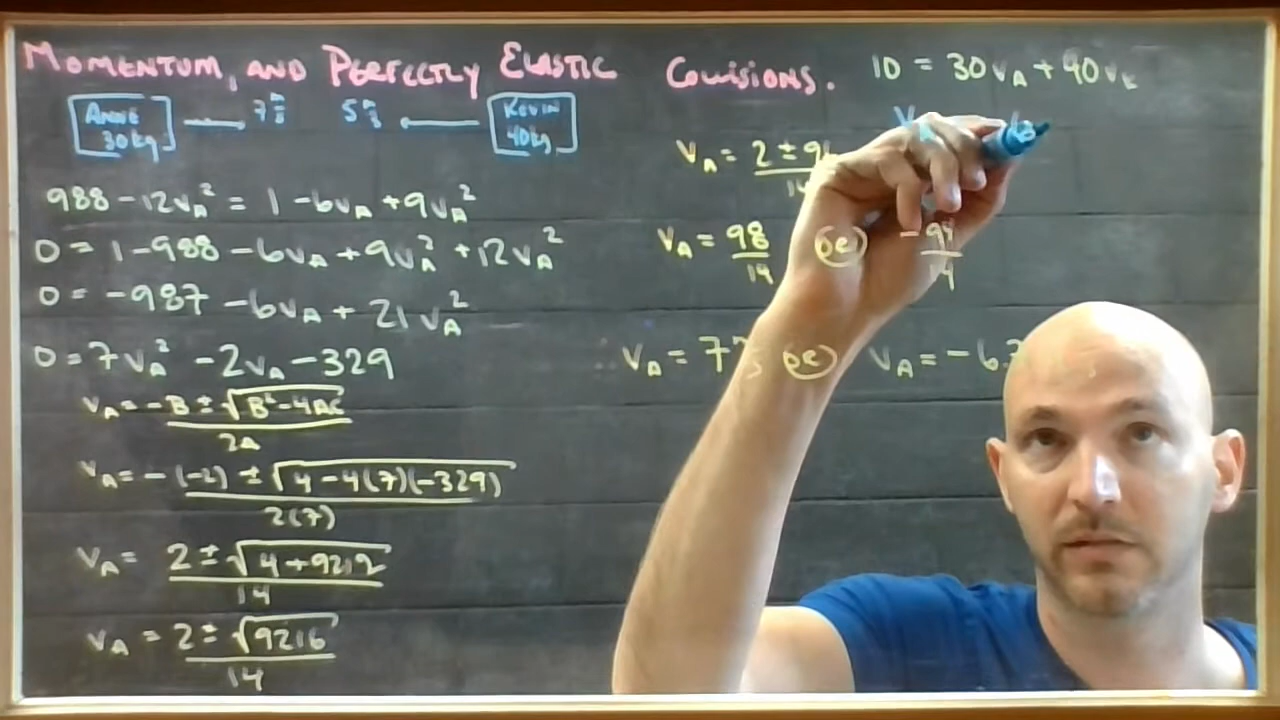 MOMENTUM, AND PERFECTLY ELASTIC COLLISIONS.
10 = 30vA + 40vK
ANNE 30kg
7 m/s
5 m/s
KEVIN 40kg
988 - 12vA² = 1 - 6vA + 9vA²
0 = 1 - 988 - 6vA + 9vA² + 12vA²
0 = -987 - 6vA + 21vA²
0 = 7vA² - 2vA - 329
vA = -B ± √(B² - 4AC) / 2A
vA = -(-2) ± √(4 - 4(7)(-329)) / 2(7)
vA = 2 ± √(4 + 9212) / 14
vA = 2 ± √9216 / 14
vA = 2 ± 96 / 14
vA = 98/14 OR -94/14
vA = 7 m/s OR vA = -6.